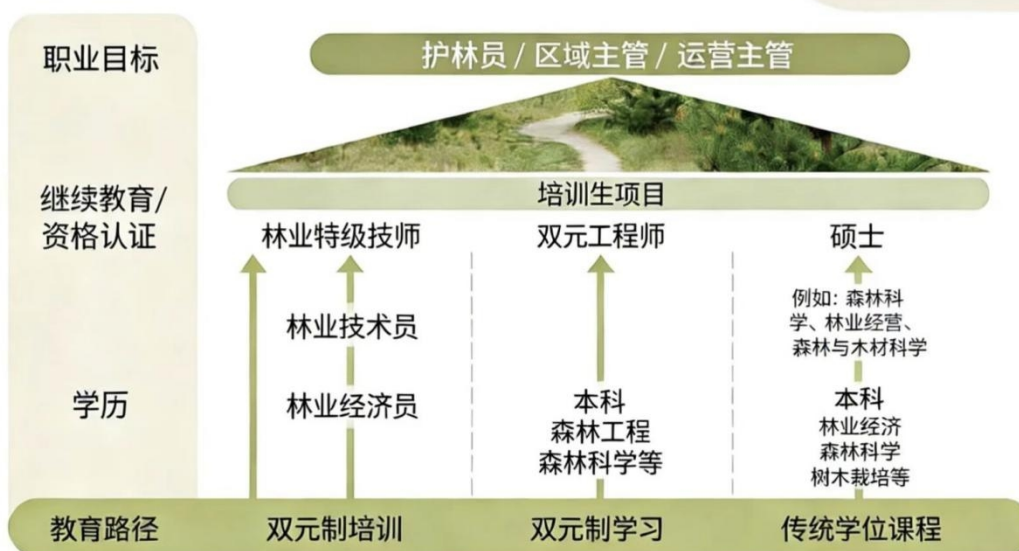 职业目标
护林员 / 区域主管 / 运营主管
培训生项目
继续教育/
资格认证
林业特级技师
双元工程师
硕士
例如：森林科
学、林业经营、
森林与木材科学
林业技术员
学历
林业经济员
本科
森林工程
森林科学等
本科
林业经济
森林科学
树木栽培等
教育路径
双元制培训
双元制学习
传统学位课程